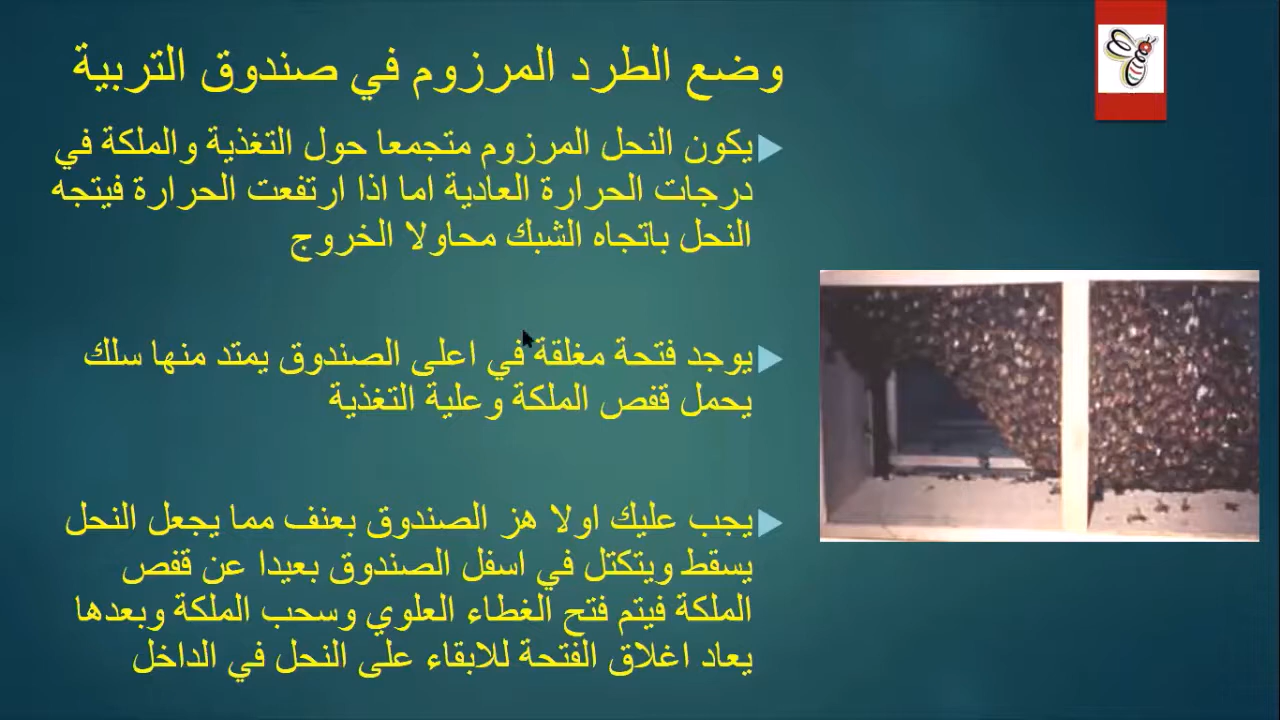 وضع الطرد المرزوم في صندوق التربية
يكون النحل المرزوم متجمعا حول التغذية والملكة في
درجات الحرارة العادية اما اذا ارتفعت الحرارة فيتجه
النحل باتجاه الشبك محاولا الخروج
يوجد فتحة مغلقة في اعلى الصندوق يمتد منها سلك
يحمل قفص الملكة وعلية التغذية
يجب عليك اولا هز الصندوق بعنف مما يجعل النحل
يسقط ويتكتل في اسفل الصندوق بعيدا عن قفص
الملكة فيتم فتح الغطاء العلوي وسحب الملكة وبعدها
يعاد اغلاق الفتحة للابقاء على النحل في الداخل